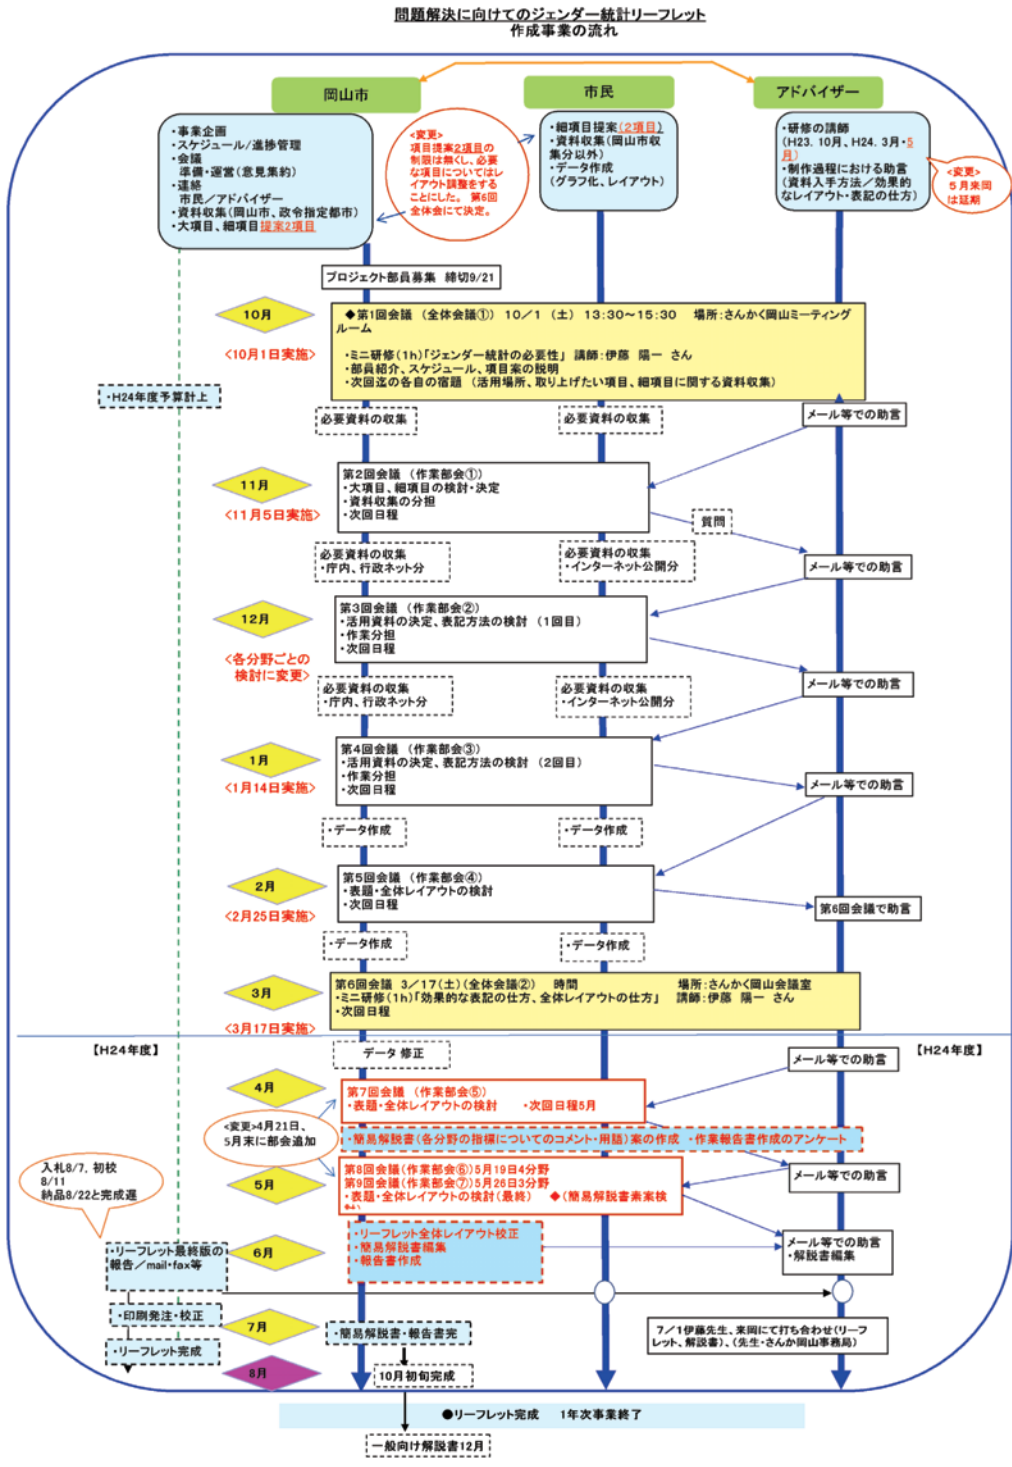 問題解決に向けてのジェンダー統計リーフレット
作成事業の流れ
岡山市
市民
アドバイザー
・事業企画
・スケジュール/進捗管理
・会議
準備・運営(意見集約)
・連絡
市民/アドバイザー
・資料収集(岡山市、政令指定都市)
・大項目、細項目提案2項目
<変更>
項目提案2項目の
制限は無くし、必要
な項目については
レイアウト調整をする
ことにした。 第6回
全体会にて決定。
・細項目提案(2項目)
・資料収集(岡山市収
集分以外)
・データ作成
(グラフ化、レイアウト)
・研修の講師
(H23. 10月、H24. 3月・5
月)
・制作過程における助言
(資料入手方法/効果的
なレイアウト・表記の仕方)
<変更>
5月来岡
は延期
プロジェクト部員募集 締切9/21
10月
<10月1日実施>
◆第1回会議 (全体会議①) 10/1 (土) 13:30~15:30 場所:さんかく岡山ミーティング
ルーム
・ミニ研修(1h)「ジェンダー統計の必要性」 講師:伊藤 陽一 さん
・部員紹介、スケジュール、項目案の説明
・次回迄の各自の宿題 (活用場所、取り上げたい項目、細項目に関する資料収集)
・H24年度予算計上
必要資料の収集
必要資料の収集
メール等での助言
11月
<11月5日実施>
第2回会議 (作業部会①)
・大項目、細項目の検討・決定
・資料収集の分担
・次回日程
質問
必要資料の収集
・庁内、行政ネット分
必要資料の収集
・インターネット公開分
メール等での助言
12月
<各分野ごとの
検討に変更>
第3回会議 (作業部会②)
・活用資料の決定、表記方法の検討 (1回目)
・作業分担
・次回日程
必要資料の収集
・庁内、行政ネット分
必要資料の収集
・インターネット公開分
メール等での助言
1月
<1月14日実施>
第4回会議 (作業部会③)
・活用資料の決定、表記方法の検討 (2回目)
・作業分担
・次回日程
メール等での助言
・データ作成
・データ作成
2月
<2月25日実施>
第5回会議 (作業部会④)
・表題・全体レイアウトの検討
・次回日程
第6回会議で助言
・データ作成
・データ作成
3月
<3月17日実施>
第6回会議 3/17(土)(全体会議②) 時間 場所:さんかく岡山会議室
・ミニ研修(1h)「効果的な表記の仕方、全体レイアウトの仕方」 講師:伊藤 陽一 さん
・次回日程
【H24年度】
【H24年度】
データ 修正
メール等での助言
4月
第7回会議 (作業部会⑤)
・表題・全体レイアウトの検討 ・次回日程5月
<変更>4月21日、
5月末に部会追加
・簡易解説書(各分野の指標についてのコメント・用語)案の作成 ・作業報告書作成のアンケート
5月
第8回会議(作業部会⑥)5月19日4分野
第9回会議(作業部会⑦)5月26日3分野
・表題・全体レイアウトの検討(最終) ◆(簡易解説書素案検
メール等での助言
入札8/7. 初校
8/11
納品8/22と完成遅
6月
・リーフレット全体レイアウト校正
・簡易解説書編集
・報告書作成
メール等での助言
・解説書編集
・リーフレット最終版の
報告/mail・fax等
・印刷発注・校正
・リーフレット完成
7月
・簡易解説書・報告書完
7/1伊藤先生、来岡にて打ち合わせ(リーフ
レット、解説書)、(先生・さんか岡山事務局)
8月
10月初旬完成
●リーフレット完成 1年次事業終了
一般向け解説書12月